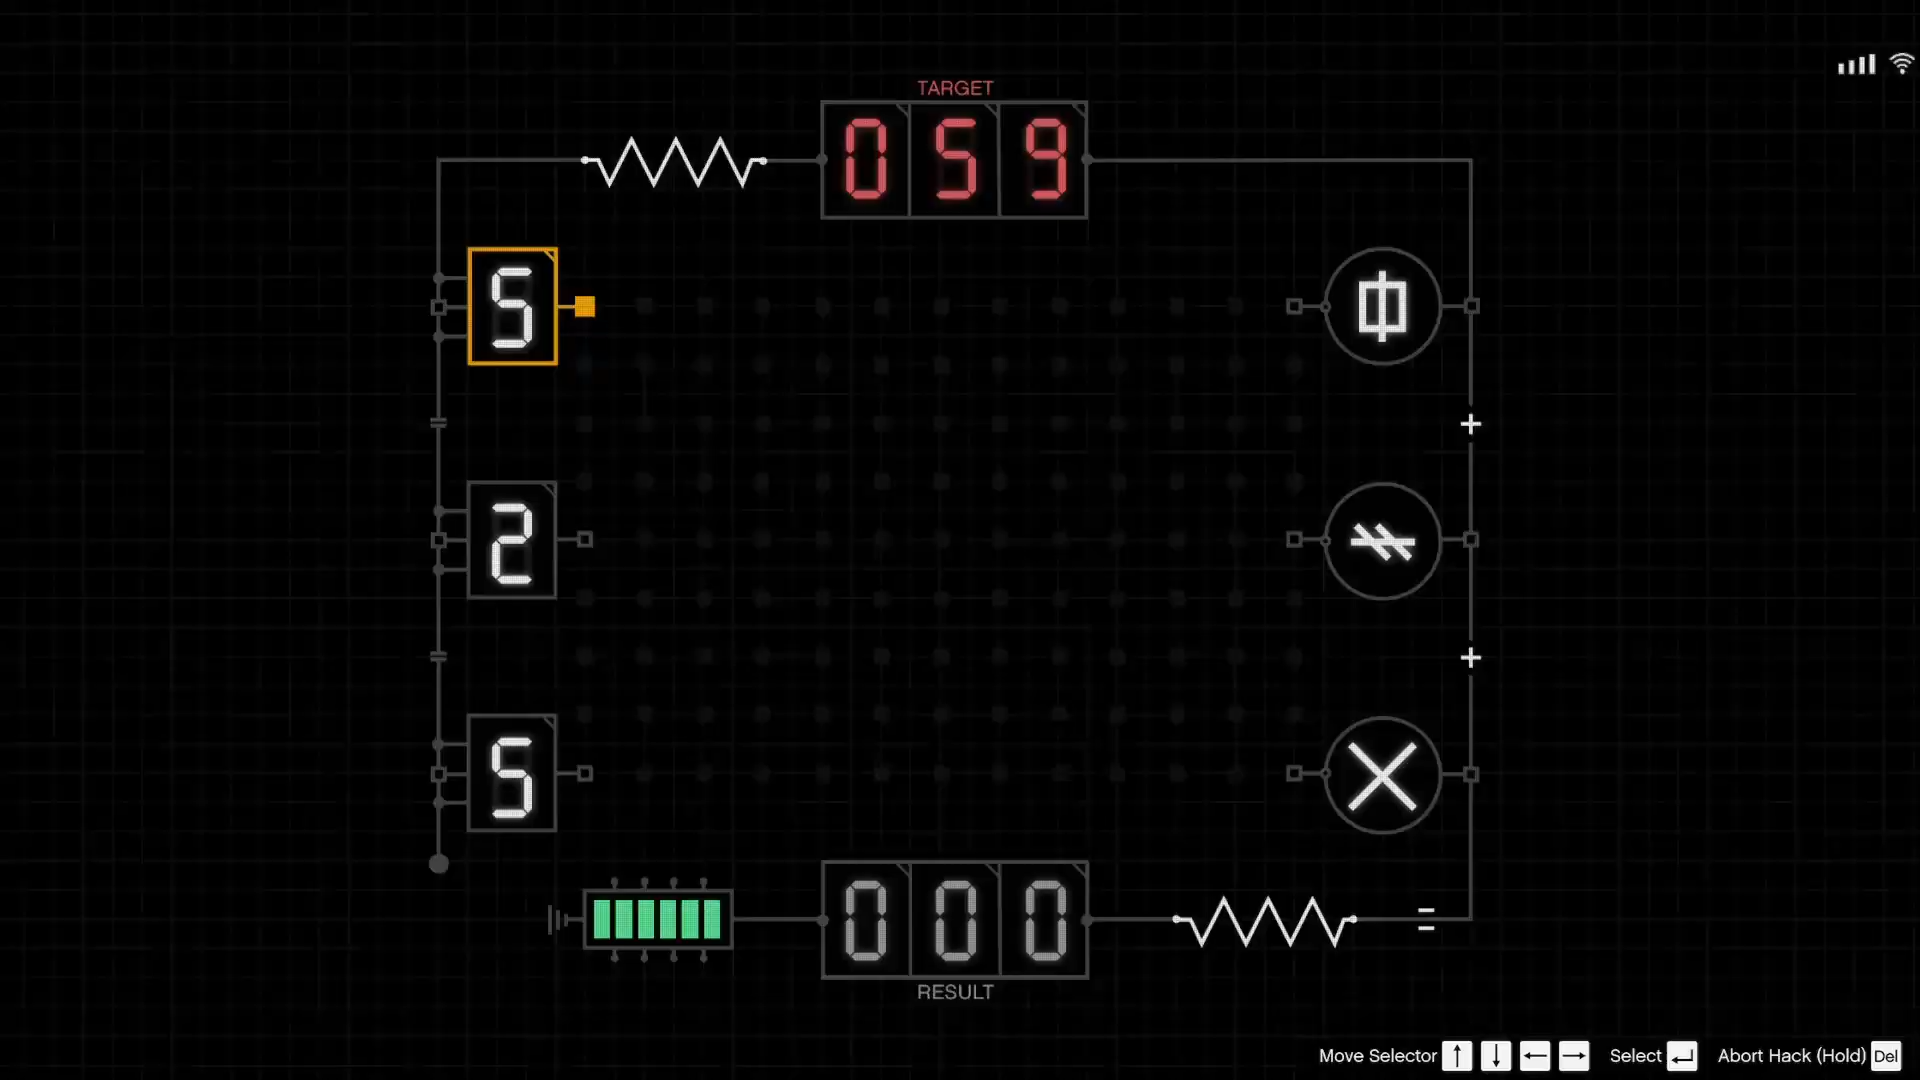 TARGET
059
5
2
5
+
+
=
000
RESULT
Move Selector ↑ ↓ ← → Select ↵ Abort Hack (Hold) Del